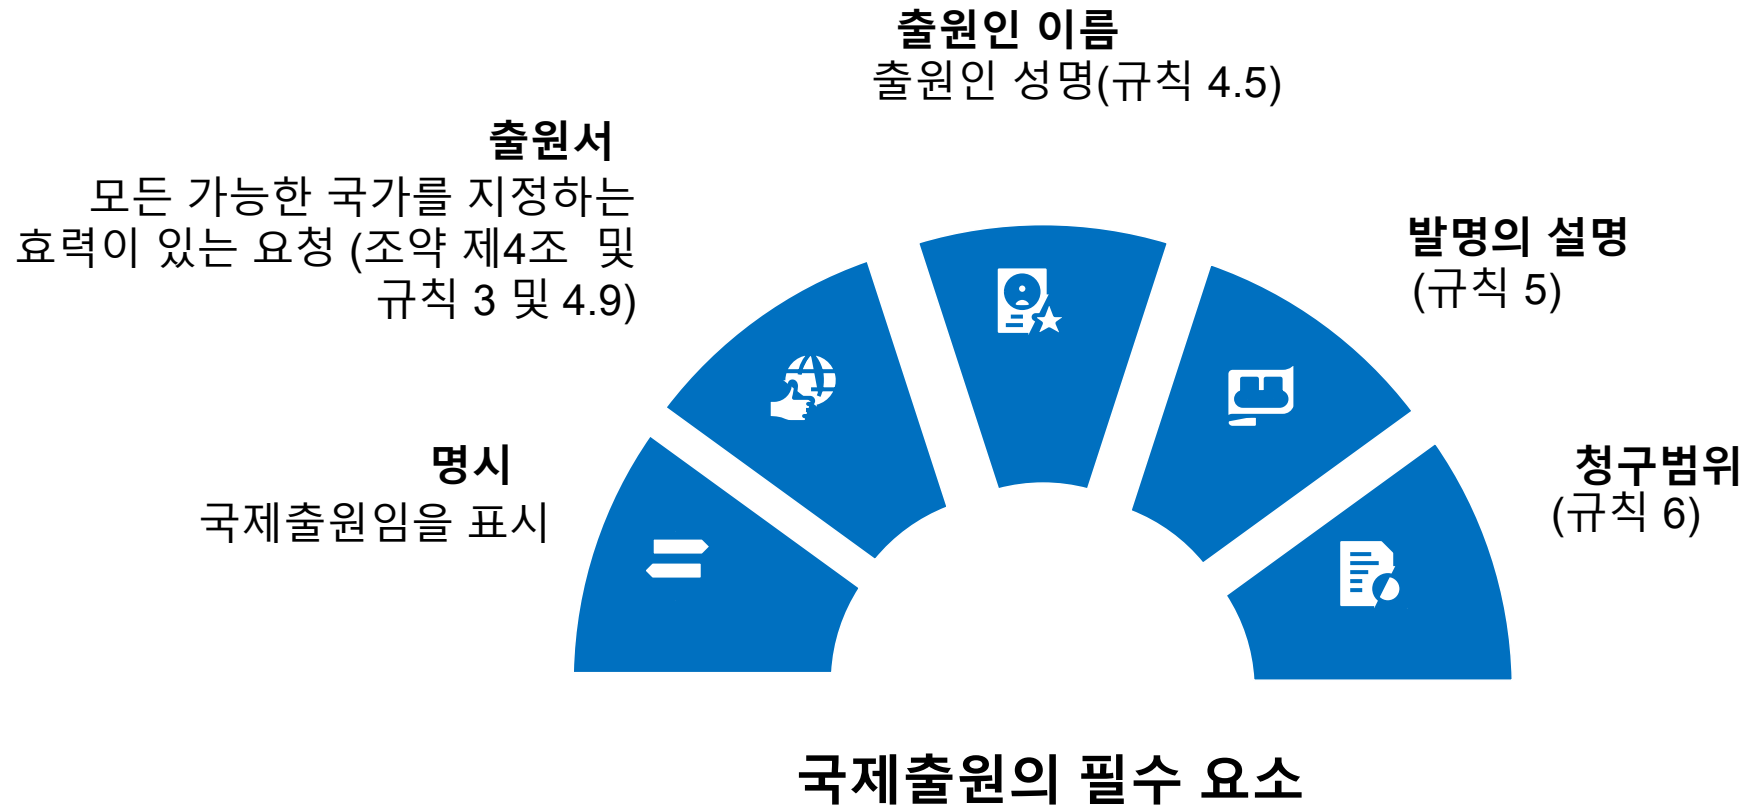 출원인 이름
출원인 성명(규칙 4.5)
출원서
모든 가능한 국가를 지정하는
효력이 있는 요청 (조약 제4조 및
규칙 3 및 4.9)
발명의 설명
(규칙 5)
명시
국제출원임을 표시
청구범위
(규칙 6)
국제출원의 필수 요소